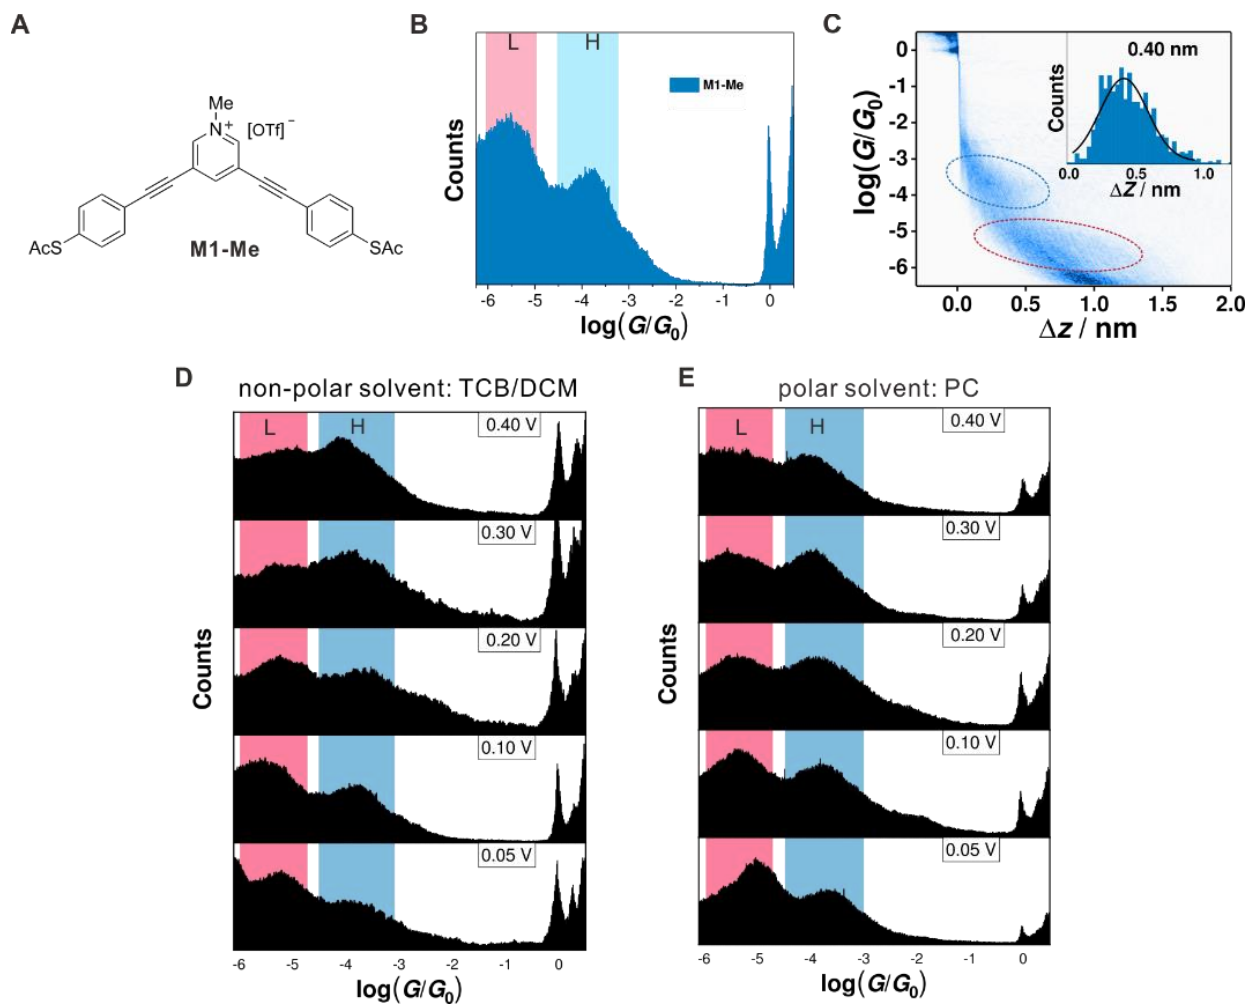 A
Me
N+
[OTf]−
AcS
SAc
M1-Me
B
L
H
M1-Me
Counts
-6 -5 -4 -3 -2 -1 0
log(G/G0)
C
0
-1
-2
-3
-4
-5
-6
log(G/G0)
0.40 nm
Counts
0.0 0.5 1.0
ΔZ / nm
0.0 0.5 1.0 1.5 2.0
Δz / nm
D
non-polar solvent: TCB/DCM
L
H
0.40 V
0.30 V
0.20 V
0.10 V
0.05 V
Counts
-6 -5 -4 -3 -2 -1 0
log(G/G0)
E
polar solvent: PC
L
H
0.40 V
0.30 V
0.20 V
0.10 V
0.05 V
Counts
-6 -5 -4 -3 -2 -1 0
log(G/G0)